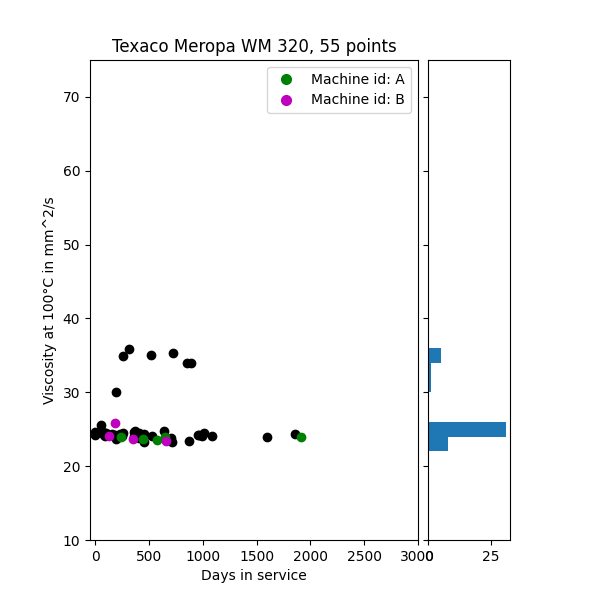 Texaco Meropa WM 320, 55 points
Machine id: A
Machine id: B
Viscosity at 100°C in mm^2/s
70
60
50
40
30
20
10
0 500 1000 1500 2000 2500 3000
0 25
Days in service